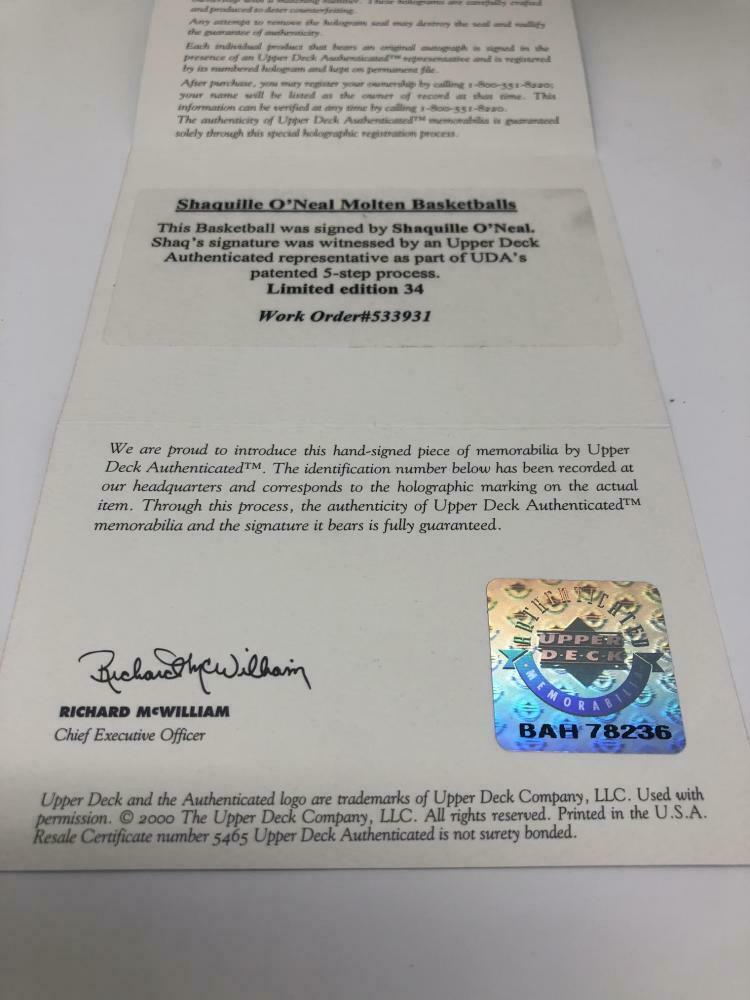 ownership with a matching number. These holograms are carefully crafted
and produced to deter counterfeiting.
Any attempt to remove the hologram seal may destroy the seal and nullify
the guarantee of authenticity.
Each individual product that bears an original autograph is signed in the
presence of an Upper Deck Authenticated™ representative and is registered
by its numbered hologram and kept on permanent file.
After purchase, you may register your ownership by calling 1-800-551-8220;
your name will be listed as the owner of record at that time. This
information can be verified at any time by calling 1-800-551-8220.
The authenticity of Upper Deck Authenticated™ memorabilia is guaranteed
solely through this special holographic registration process.
Shaquille O'Neal Molten Basketballs
This Basketball was signed by Shaquille O'Neal.
Shaq's signature was witnessed by an Upper Deck
Authenticated representative as part of UDA's
patented 5-step process.
Limited edition 34
Work Order#533931
We are proud to introduce this hand-signed piece of memorabilia by Upper
Deck Authenticated™. The identification number below has been recorded at
our headquarters and corresponds to the holographic marking on the actual
item. Through this process, the authenticity of Upper Deck Authenticated™
memorabilia and the signature it bears is fully guaranteed.
Richard McWilliam
RICHARD McWILLIAM
Chief Executive Officer
AUTHENTICATED
UPPER
D·E·C·K
MEMORABILIA
BAH 78236
Upper Deck and the Authenticated logo are trademarks of Upper Deck Company, LLC. Used with
permission. © 2000 The Upper Deck Company, LLC. All rights reserved. Printed in the U.S.A.
Resale Certificate number 5465 Upper Deck Authenticated is not surety bonded.